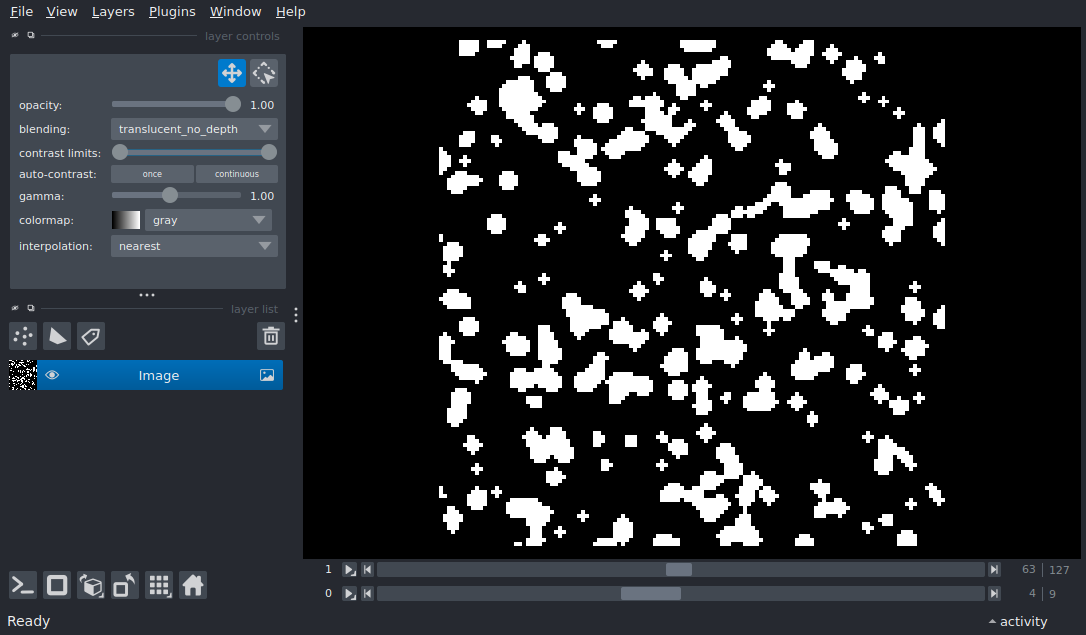 File View Layers Plugins Window Help
layer controls
opacity: 1.00
blending: translucent_no_depth
contrast limits:
auto-contrast: once continuous
gamma: 1.00
colormap: gray
interpolation: nearest
layer list
Image
1 63 127
0 4 9
Ready activity